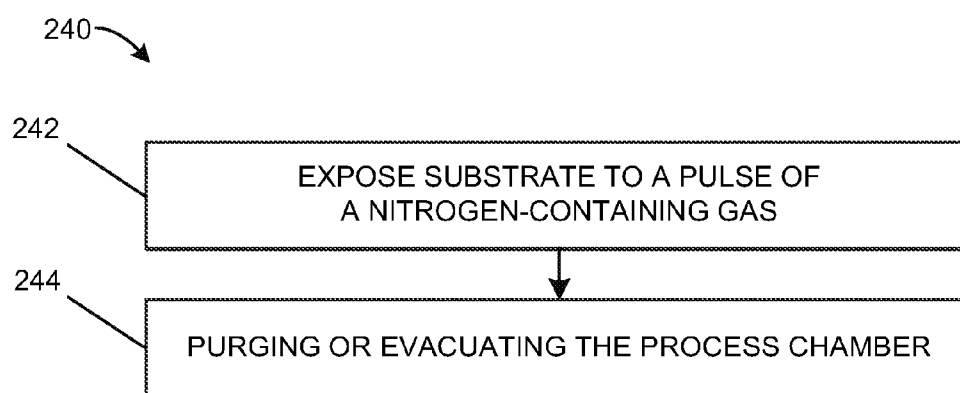 240
242
EXPOSE SUBSTRATE TO A PULSE OF
A NITROGEN-CONTAINING GAS
244
PURGING OR EVACUATING THE PROCESS CHAMBER